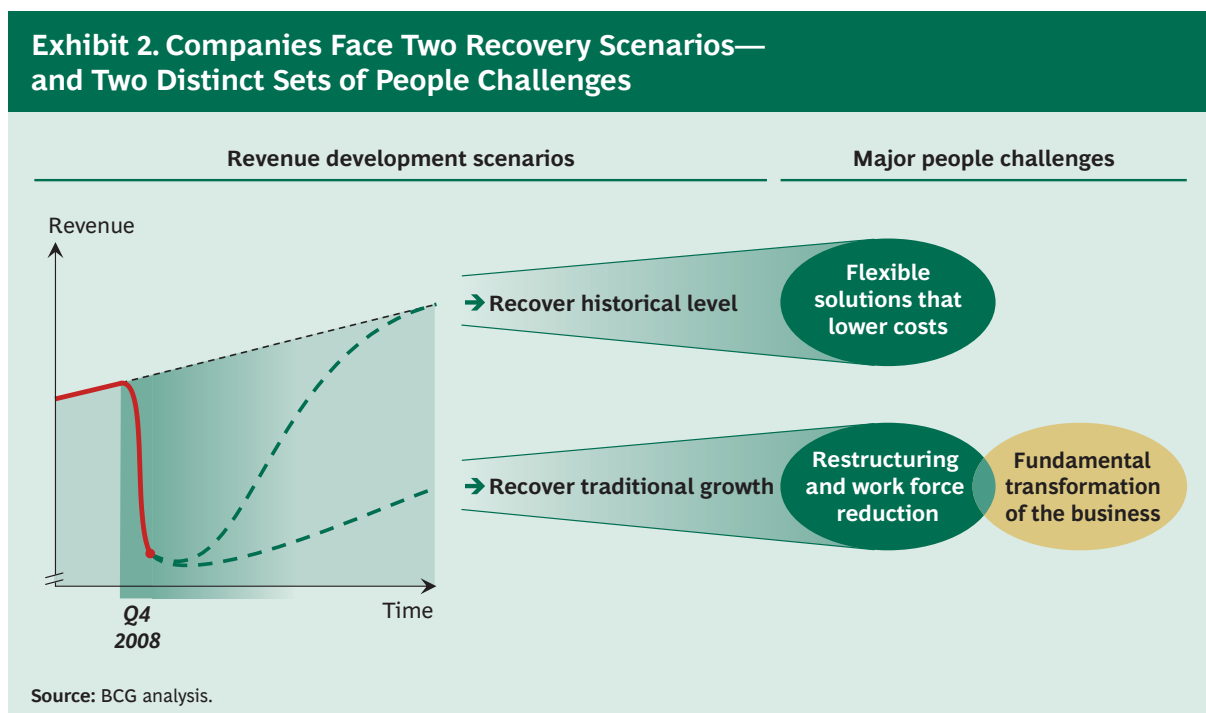 Exhibit 2. Companies Face Two Recovery Scenarios—
and Two Distinct Sets of People Challenges
Revenue development scenarios
Major people challenges
Revenue
Time
Q4
2008
➔ Recover historical level
Flexible
solutions that
lower costs
➔ Recover traditional growth
Restructuring
and work force
reduction
Fundamental
transformation
of the business
Source: BCG analysis.